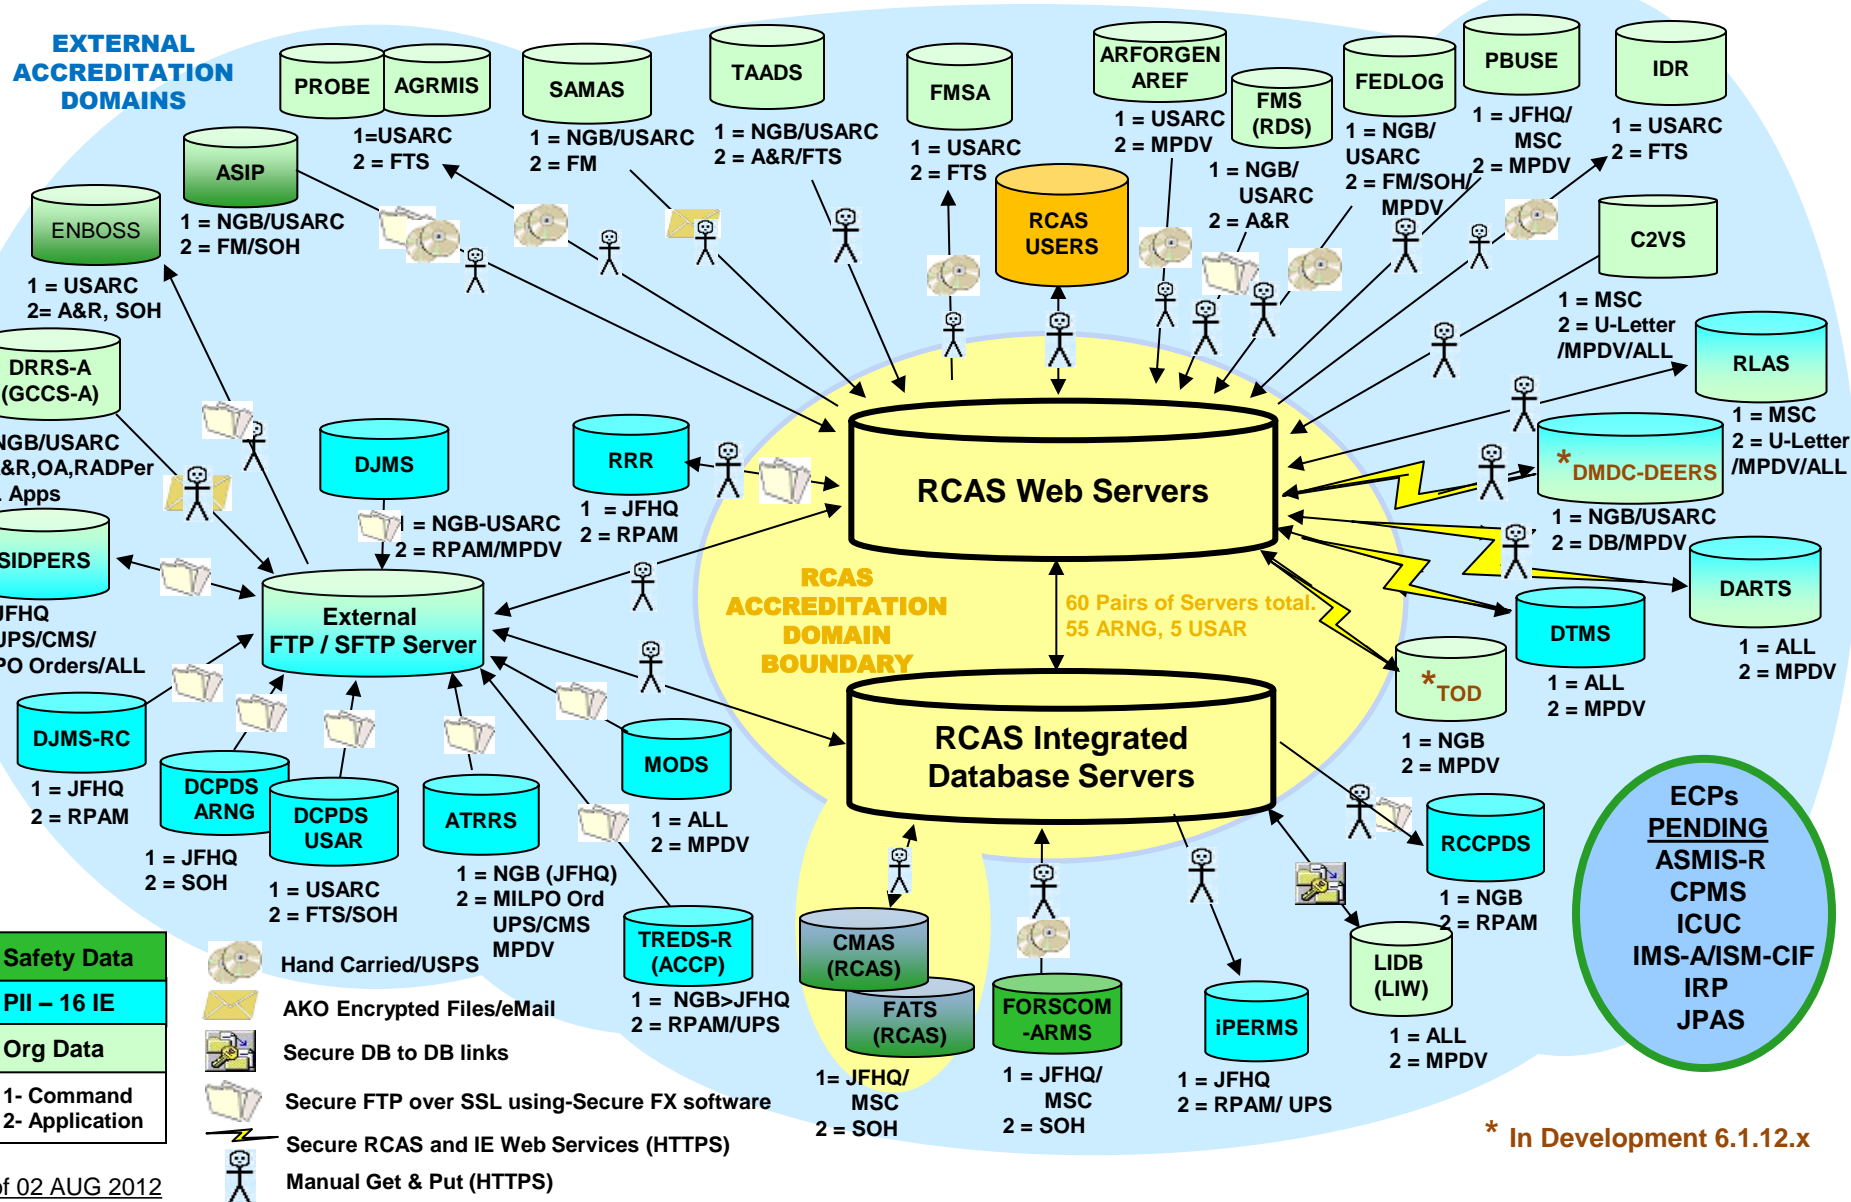 EXTERNAL
ACCREDITATION
DOMAINS
PROBE
AGRMIS
1=USARC
2 = FTS
SAMAS
1 = NGB/USARC
2 = FM
TAADS
1 = NGB/USARC
2 = A&R/FTS
FMSA
1 = USARC
2 = FTS
ARFORGEN
AREF
1 = USARC
2 = MPDV
FMS
(RDS)
1 = NGB/
USARC
2 = A&R
FEDLOG
1 = NGB/
USARC
2 = FM/SOH/
MPDV
PBUSE
1 = JFHQ/
MSC
2 = MPDV
IDR
1 = USARC
2 = FTS
ASIP
1 = NGB/USARC
2 = FM/SOH
ENBOSS
1 = USARC
2= A&R, SOH
RCAS
USERS
C2VS
1 = MSC
2 = U-Letter
/MPDV/ALL
RLAS
1 = MSC
2 = U-Letter
/MPDV/ALL
DRRS-A
(GCCS-A)
NGB/USARC
&R,OA,RADPer
. Apps
DJMS
1 = NGB-USARC
2 = RPAM/MPDV
RRR
1 = JFHQ
2 = RPAM
RCAS Web Servers
*DMDC-DEERS
1 = NGB/USARC
2 = DB/MPDV
SIDPERS
JFHQ
UPS/CMS/
PO Orders/ALL
External
FTP / SFTP Server
RCAS
ACCREDITATION
DOMAIN
BOUNDARY
60 Pairs of Servers total.
55 ARNG, 5 USAR
DARTS
1 = ALL
2 = MPDV
DTMS
1 = ALL
2 = MPDV
*TOD
1 = NGB
2 = MPDV
DJMS-RC
1 = JFHQ
2 = RPAM
DCPDS
ARNG
1 = JFHQ
2 = SOH
DCPDS
USAR
1 = USARC
2 = FTS/SOH
ATRRS
1 = NGB (JFHQ)
2 = MILPO Ord
UPS/CMS
MPDV
MODS
1 = ALL
2 = MPDV
TREDS-R
(ACCP)
1 = NGB>JFHQ
2 = RPAM/UPS
RCAS Integrated
Database Servers
RCCPDS
1 = NGB
2 = RPAM
CMAS
(RCAS)
FATS
(RCAS)
1= JFHQ/
MSC
2 = SOH
FORSCOM
-ARMS
1 = JFHQ/
MSC
2 = SOH
iPERMS
1 = JFHQ
2 = RPAM/ UPS
LIDB
(LIW)
1 = ALL
2 = MPDV
ECPs
PENDING
ASMIS-R
CPMS
ICUC
IMS-A/ISM-CIF
IRP
JPAS
Safety Data
PII – 16 IE
Org Data
1- Command
2- Application
Hand Carried/USPS
AKO Encrypted Files/eMail
Secure DB to DB links
Secure FTP over SSL using-Secure FX software
Secure RCAS and IE Web Services (HTTPS)
Manual Get & Put (HTTPS)
* In Development 6.1.12.x
of 02 AUG 2012